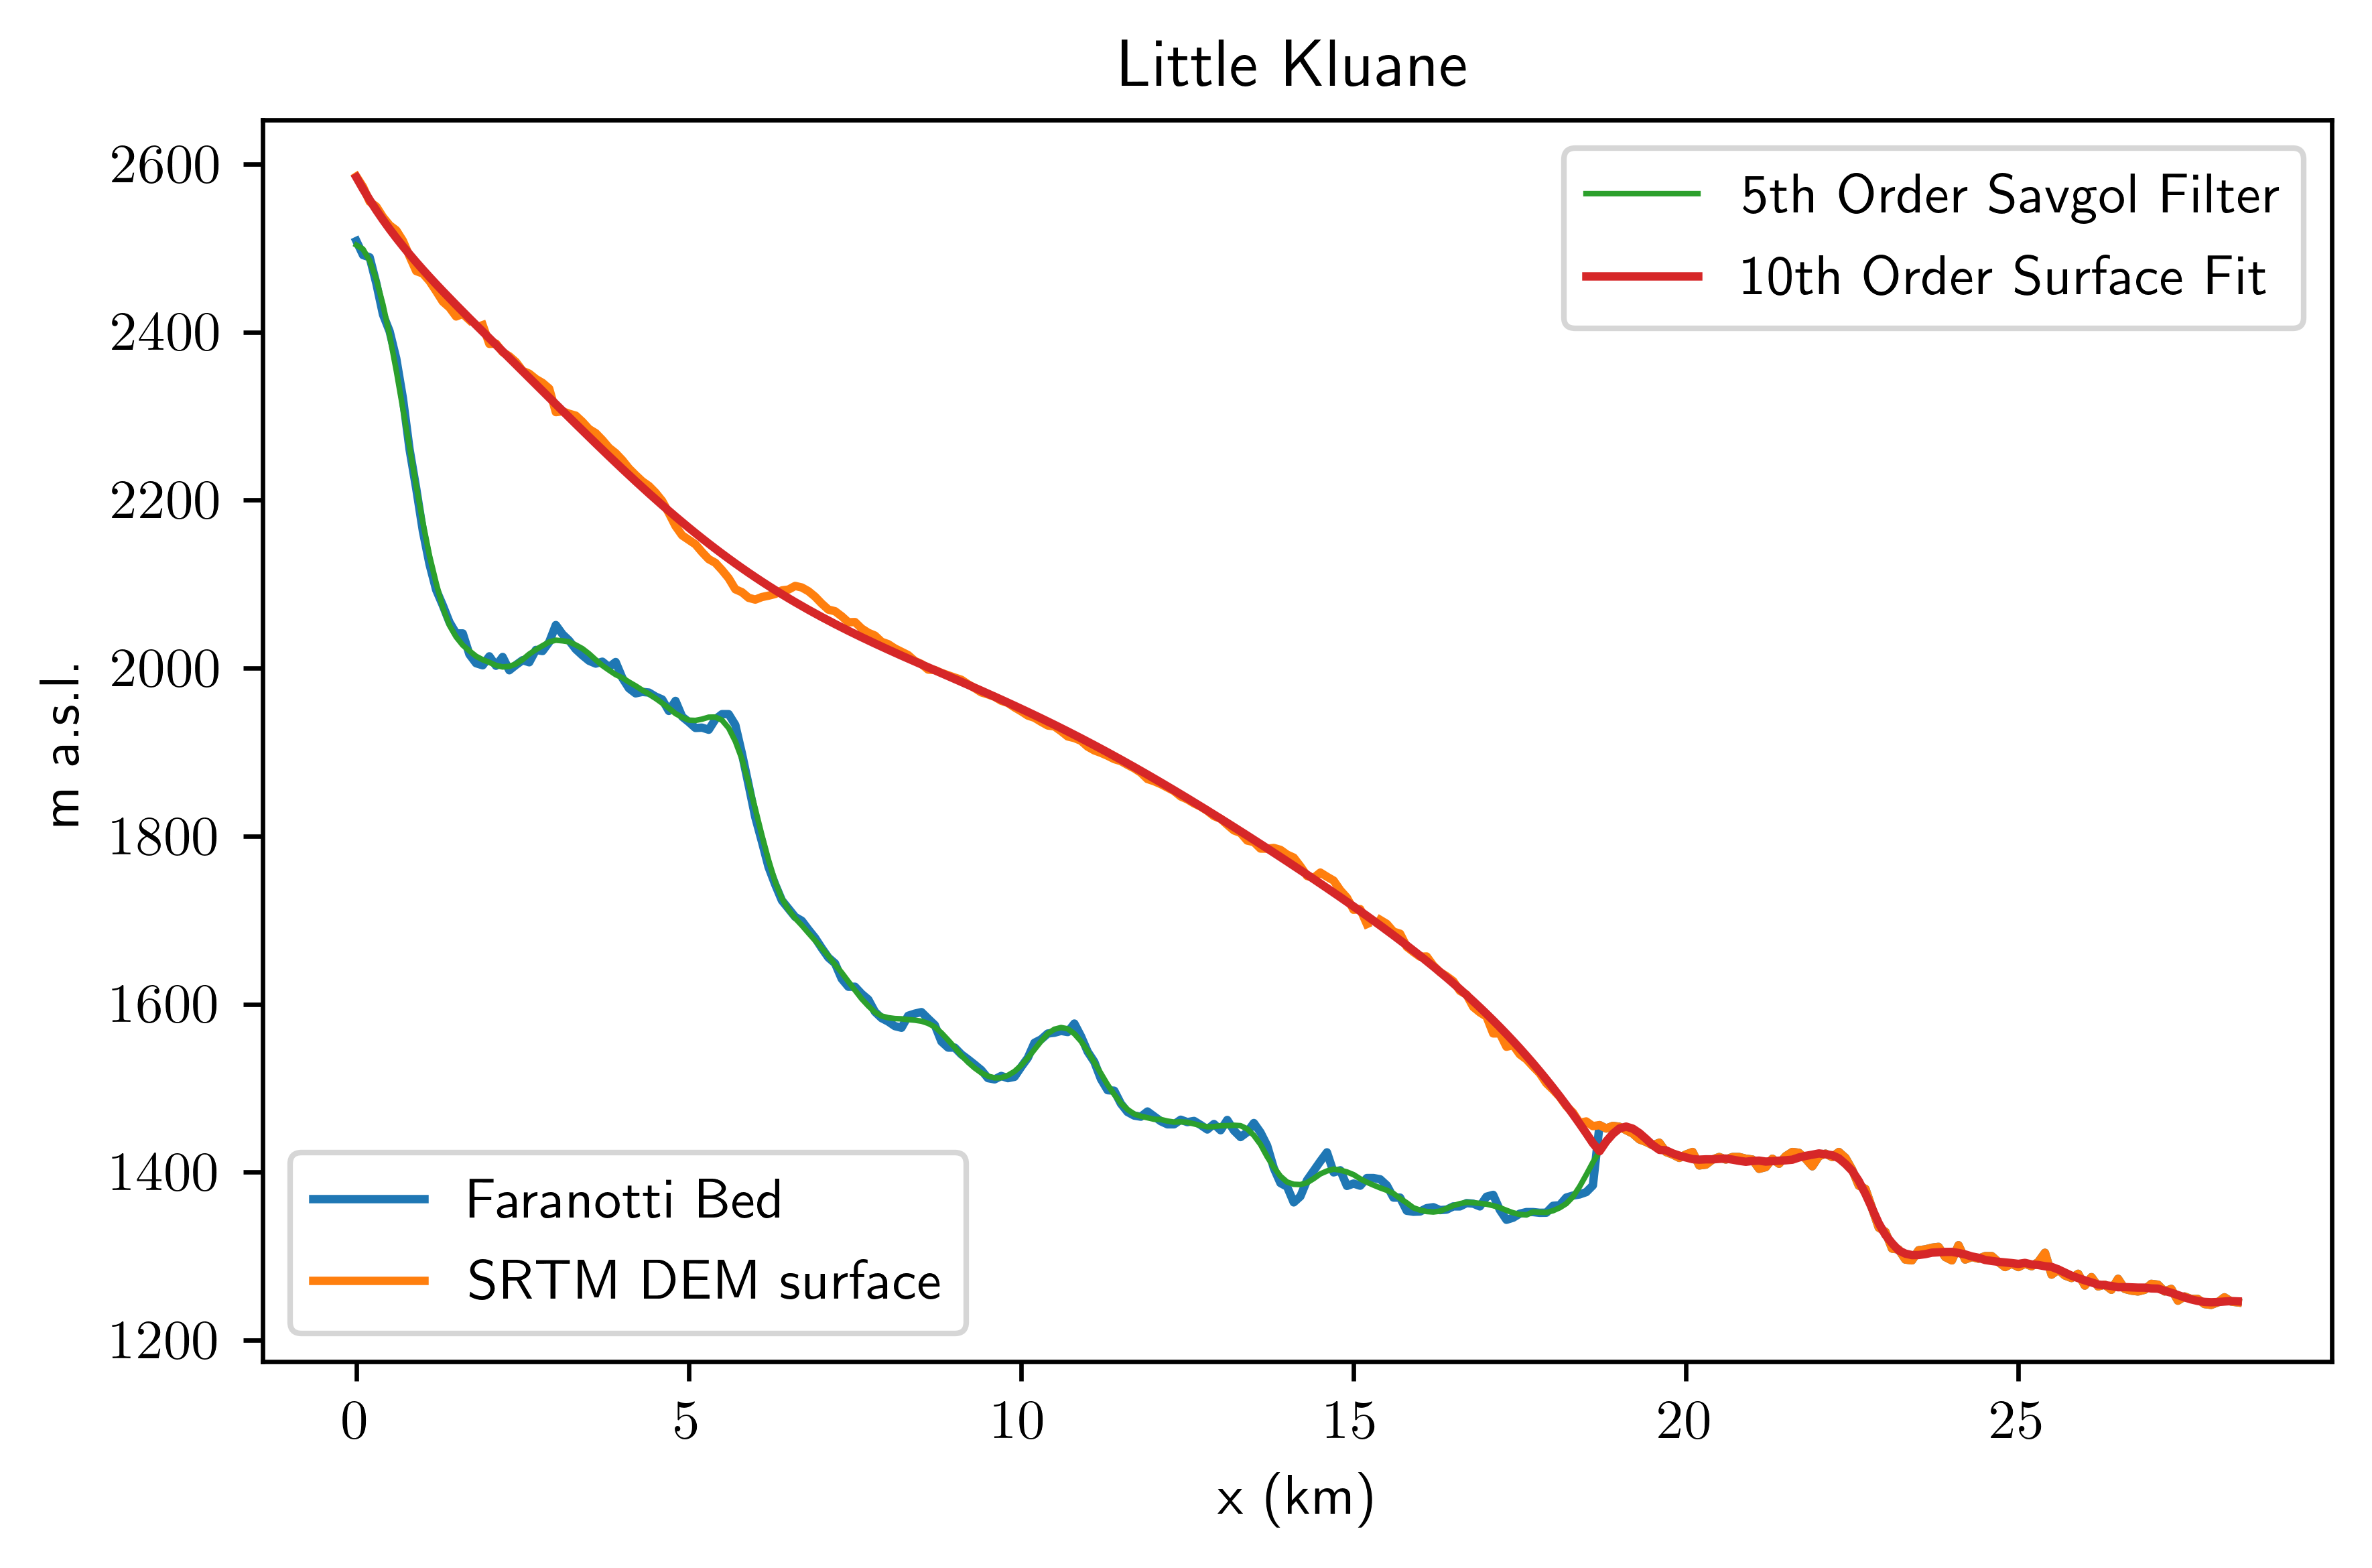 Little Kluane
5th Order Savgol Filter
10th Order Surface Fit
2600
2400
2200
2000
1800
1600
1400
1200
m a.s.l.
Faranotti Bed
SRTM DEM surface
0 5 10 15 20 25
x (km)